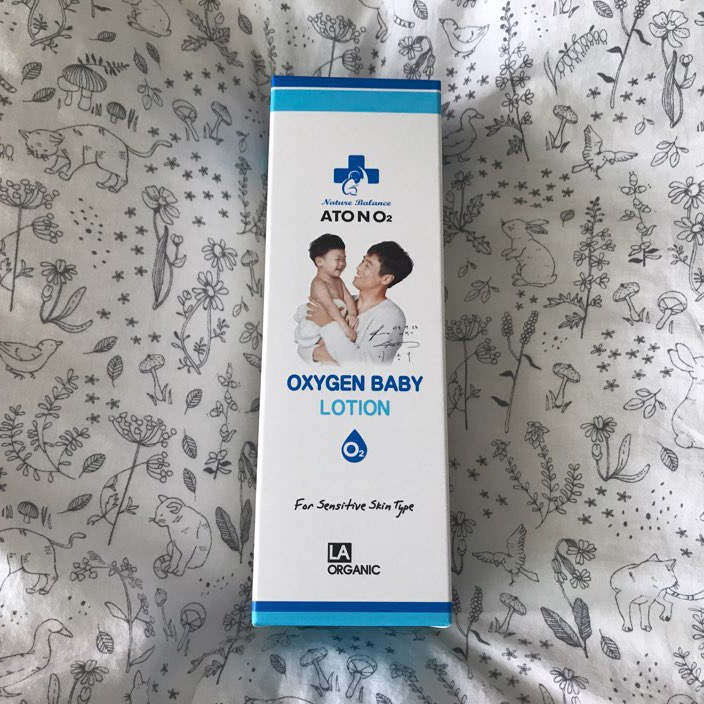 Nature Balance
ATO N O₂
OXYGEN BABY
LOTION
O₂
For Sensitive Skin Type
LA
ORGANIC